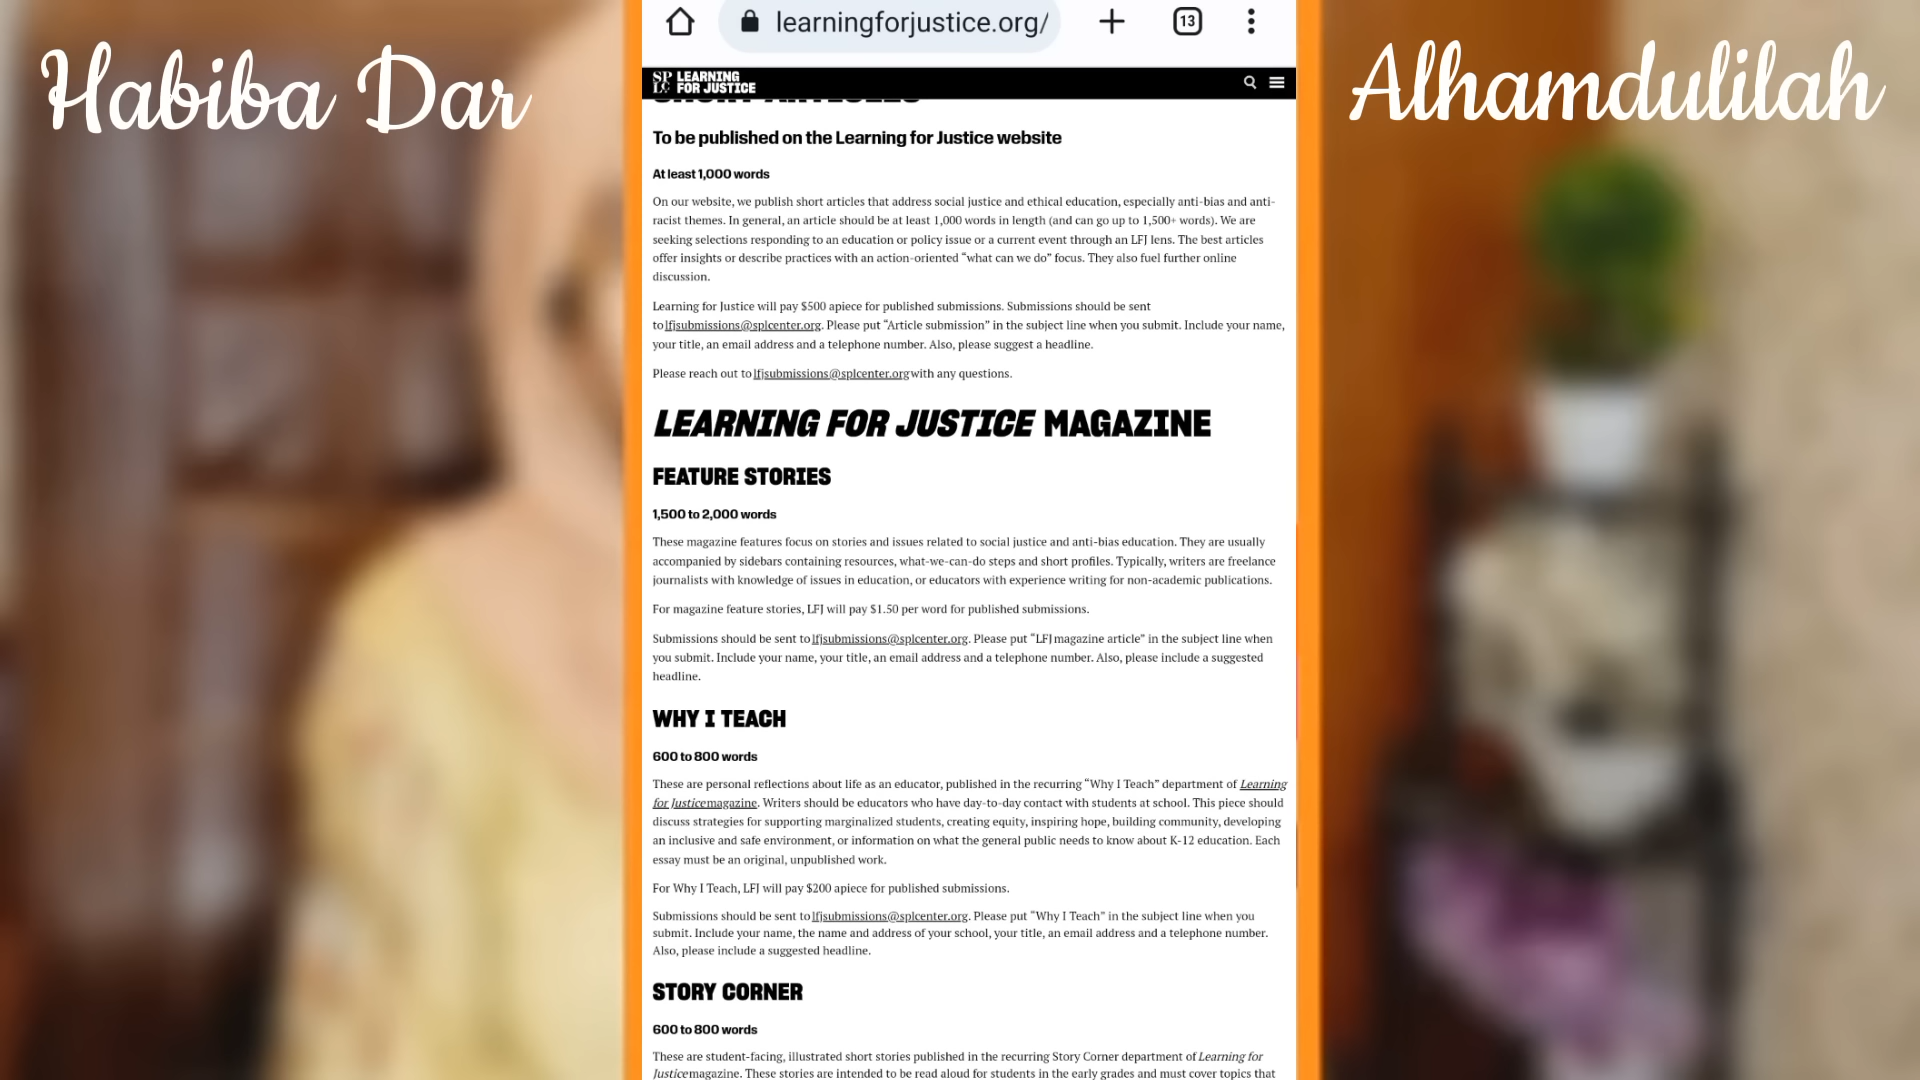 Habiba Dar
Alhamdulilah
learningforjustice.org/
13
SP
LC
LEARNING
FOR JUSTICE
SHORT ARTICLES
To be published on the Learning for Justice website
At least 1,000 words
On our website, we publish short articles that address social justice and ethical education, especially anti-bias and anti-
racist themes. In general, an article should be at least 1,000 words in length (and can go up to 1,500+ words). We are
seeking selections responding to an education or policy issue or a current event through an LFJ lens. The best articles
offer insights or describe practices with an action-oriented “what can we do” focus. They also fuel further online
discussion.
Learning for Justice will pay $500 apiece for published submissions. Submissions should be sent
to lfjsubmissions@splcenter.org. Please put “Article submission” in the subject line when you submit. Include your name,
your title, an email address and a telephone number. Also, please suggest a headline.
Please reach out to lfjsubmissions@splcenter.org with any questions.
LEARNING FOR JUSTICE MAGAZINE
FEATURE STORIES
1,500 to 2,000 words
These magazine features focus on stories and issues related to social justice and anti-bias education. They are usually
accompanied by sidebars containing resources, what-we-can-do steps and short profiles. Typically, writers are freelance
journalists with knowledge of issues in education, or educators with experience writing for non-academic publications.
For magazine feature stories, LFJ will pay $1.50 per word for published submissions.
Submissions should be sent to lfjsubmissions@splcenter.org. Please put “LFJ magazine article” in the subject line when
you submit. Include your name, your title, an email address and a telephone number. Also, please include a suggested
headline.
WHY I TEACH
600 to 800 words
These are personal reflections about life as an educator, published in the recurring “Why I Teach” department of Learning
for Justice magazine. Writers should be educators who have day-to-day contact with students at school. This piece should
discuss strategies for supporting marginalized students, creating equity, inspiring hope, building community, developing
an inclusive and safe environment, or information on what the general public needs to know about K-12 education. Each
essay must be an original, unpublished work.
For Why I Teach, LFJ will pay $200 apiece for published submissions.
Submissions should be sent to lfjsubmissions@splcenter.org. Please put “Why I Teach” in the subject line when you
submit. Include your name, the name and address of your school, your title, an email address and a telephone number.
Also, please include a suggested headline.
STORY CORNER
600 to 800 words
These are student-facing, illustrated short stories published in the recurring Story Corner department of Learning for
Justice magazine. These stories are intended to be read aloud for students in the early grades and must cover topics that